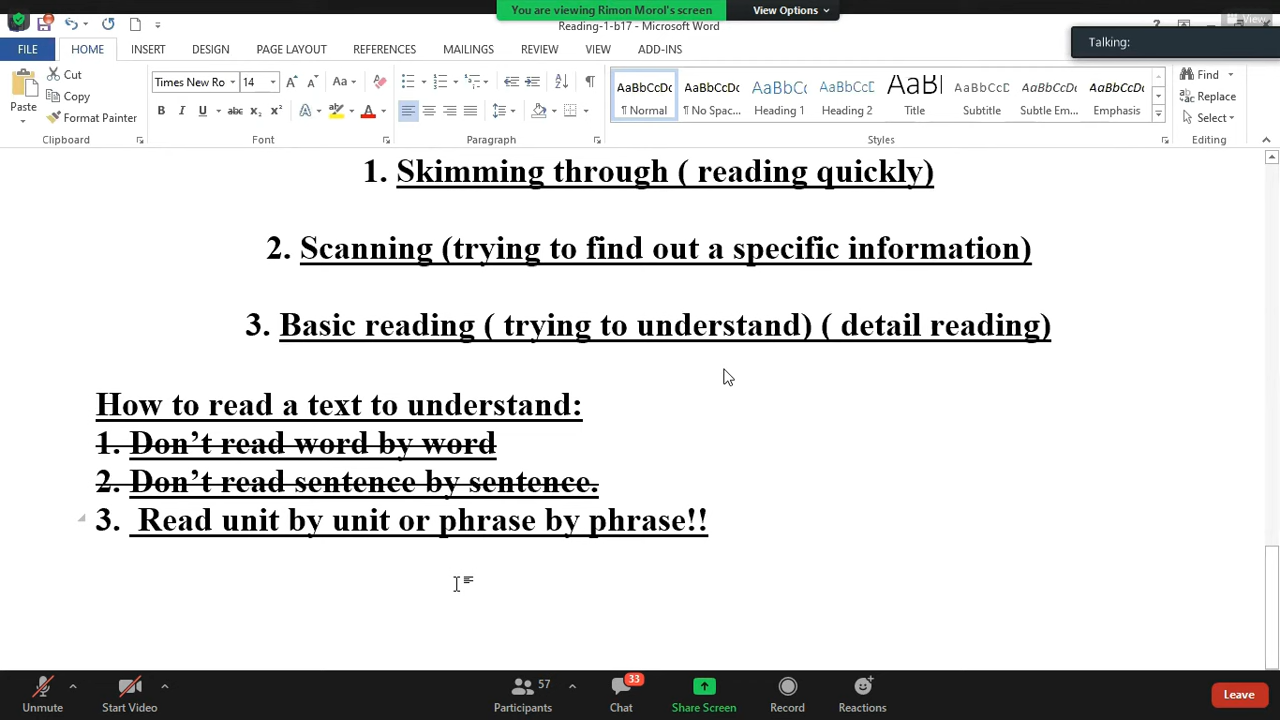 You are viewing Rimon Morol's screen
View Options
View
Reading-1-b17 - Microsoft Word
?
Talking:
FILE
HOME
INSERT
DESIGN
PAGE LAYOUT
REFERENCES
MAILINGS
REVIEW
VIEW
ADD-INS
Paste
Cut
Copy
Format Painter
Clipboard
Times New Ro
14
Font
Paragraph
AaBbCcDc
¶ Normal
AaBbCcDc
¶ No Spac...
AaBbCc
Heading 1
AaBbCcC
Heading 2
AaBl
Title
AaBbCcC
Subtitle
AaBbCcDc
Subtle Em...
AaBbCcDc
Emphasis
Styles
Find
Replace
Select
Editing
1. Skimming through ( reading quickly)
2. Scanning (trying to find out a specific information)
3. Basic reading ( trying to understand) ( detail reading)
How to read a text to understand:
1. Don’t read word by word
2. Don’t read sentence by sentence.
3. Read unit by unit or phrase by phrase!!
Unmute
Start Video
57
Participants
33
Chat
Share Screen
Record
Reactions
Leave